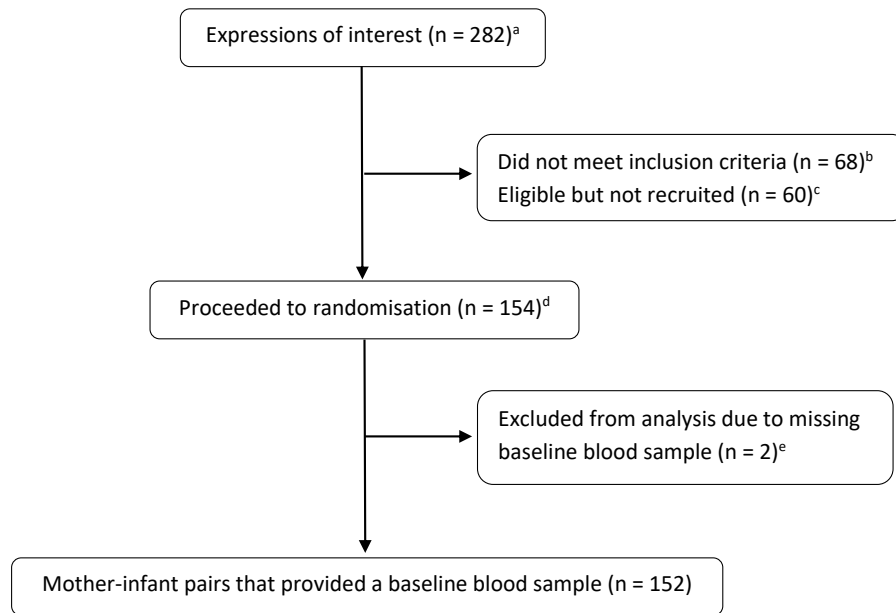 Expressions of interest (n = 282)ᵃ
Did not meet inclusion criteria (n = 68)ᵇ
Eligible but not recruited (n = 60)ᶜ
Proceeded to randomisation (n = 154)ᵈ
Excluded from analysis due to missing
baseline blood sample (n = 2)ᵉ
Mother-infant pairs that provided a baseline blood sample (n = 152)